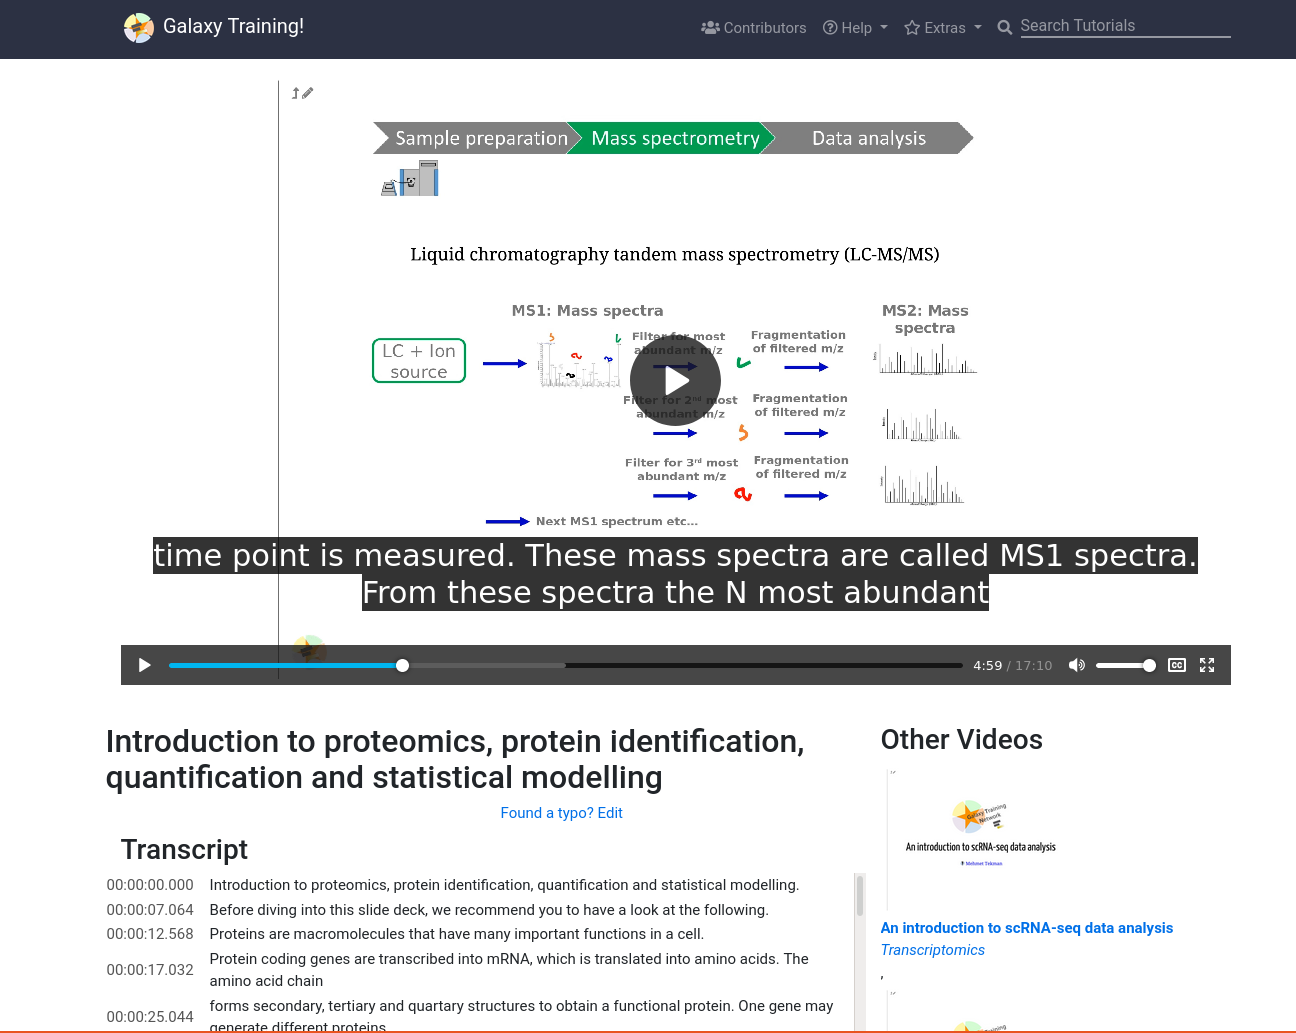 Galaxy Training!
Contributors
Help
Extras
Search Tutorials
Sample preparation
Mass spectrometry
Data analysis
Liquid chromatography tandem mass spectrometry (LC-MS/MS)
MS1: Mass spectra
MS2: Mass
spectra
LC + Ion
source
Filter for most
abundant m/z
Fragmentation
of filtered m/z
Filter for 2nd most
abundant m/z
Fragmentation
of filtered m/z
Filter for 3rd most
abundant m/z
Fragmentation
of filtered m/z
Next MS1 spectrum etc...
time point is measured. These mass spectra are called MS1 spectra.
From these spectra the N most abundant
4:59 / 17:10
CC
Introduction to proteomics, protein identification,
quantification and statistical modelling
Found a typo? Edit
Transcript
00:00:00.000 Introduction to proteomics, protein identification, quantification and statistical modelling.
00:00:07.064 Before diving into this slide deck, we recommend you to have a look at the following.
00:00:12.568 Proteins are macromolecules that have many important functions in a cell.
00:00:17.032 Protein coding genes are transcribed into mRNA, which is translated into amino acids. The
amino acid chain
00:00:25.044 forms secondary, tertiary and quartary structures to obtain a functional protein. One gene may
generate different proteins
Other Videos
Galaxy Training
Network
An introduction to scRNA-seq data analysis
Mehmet Tekman
An introduction to scRNA-seq data analysis
Transcriptomics
,